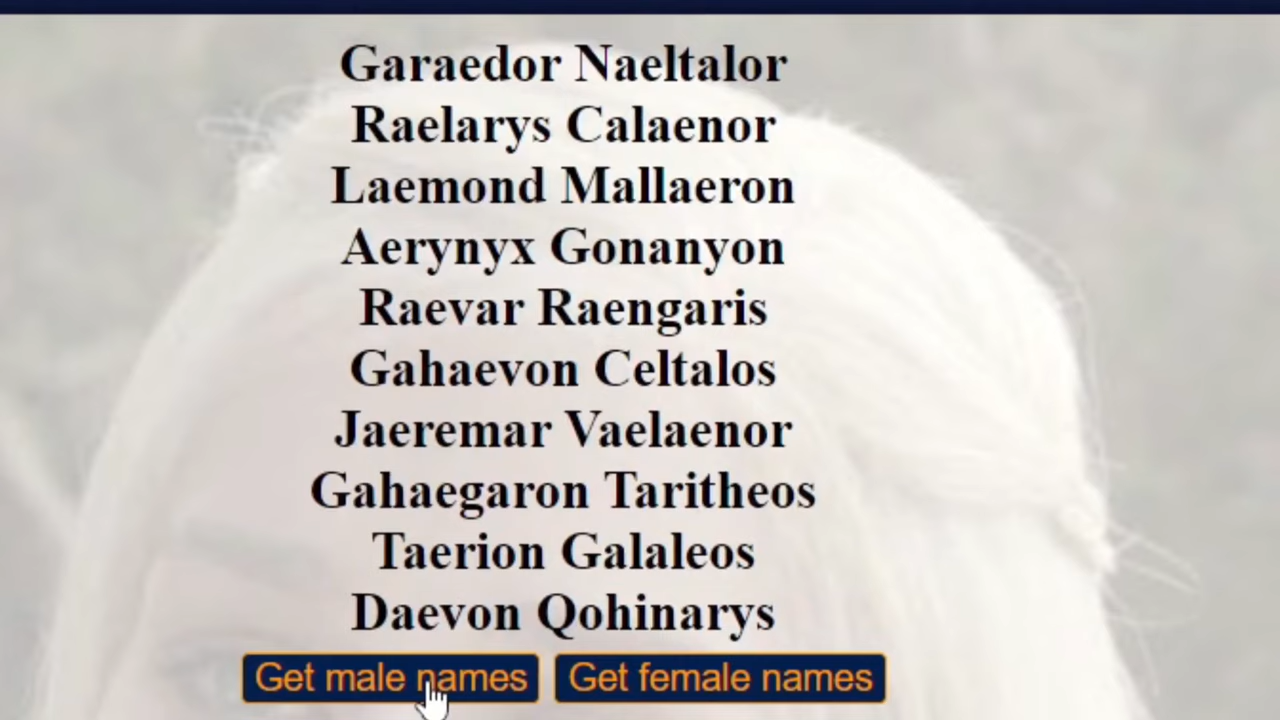 Garaedor Naeltalor
Raelarys Calaenor
Laemond Mallaeron
Aerynyx Gonanyon
Raevar Raengaris
Gahaevon Celtalos
Jaeremar Vaelaenor
Gahaegaron Taritheos
Taerion Galaleos
Daevon Qohinarys
Get male names Get female names